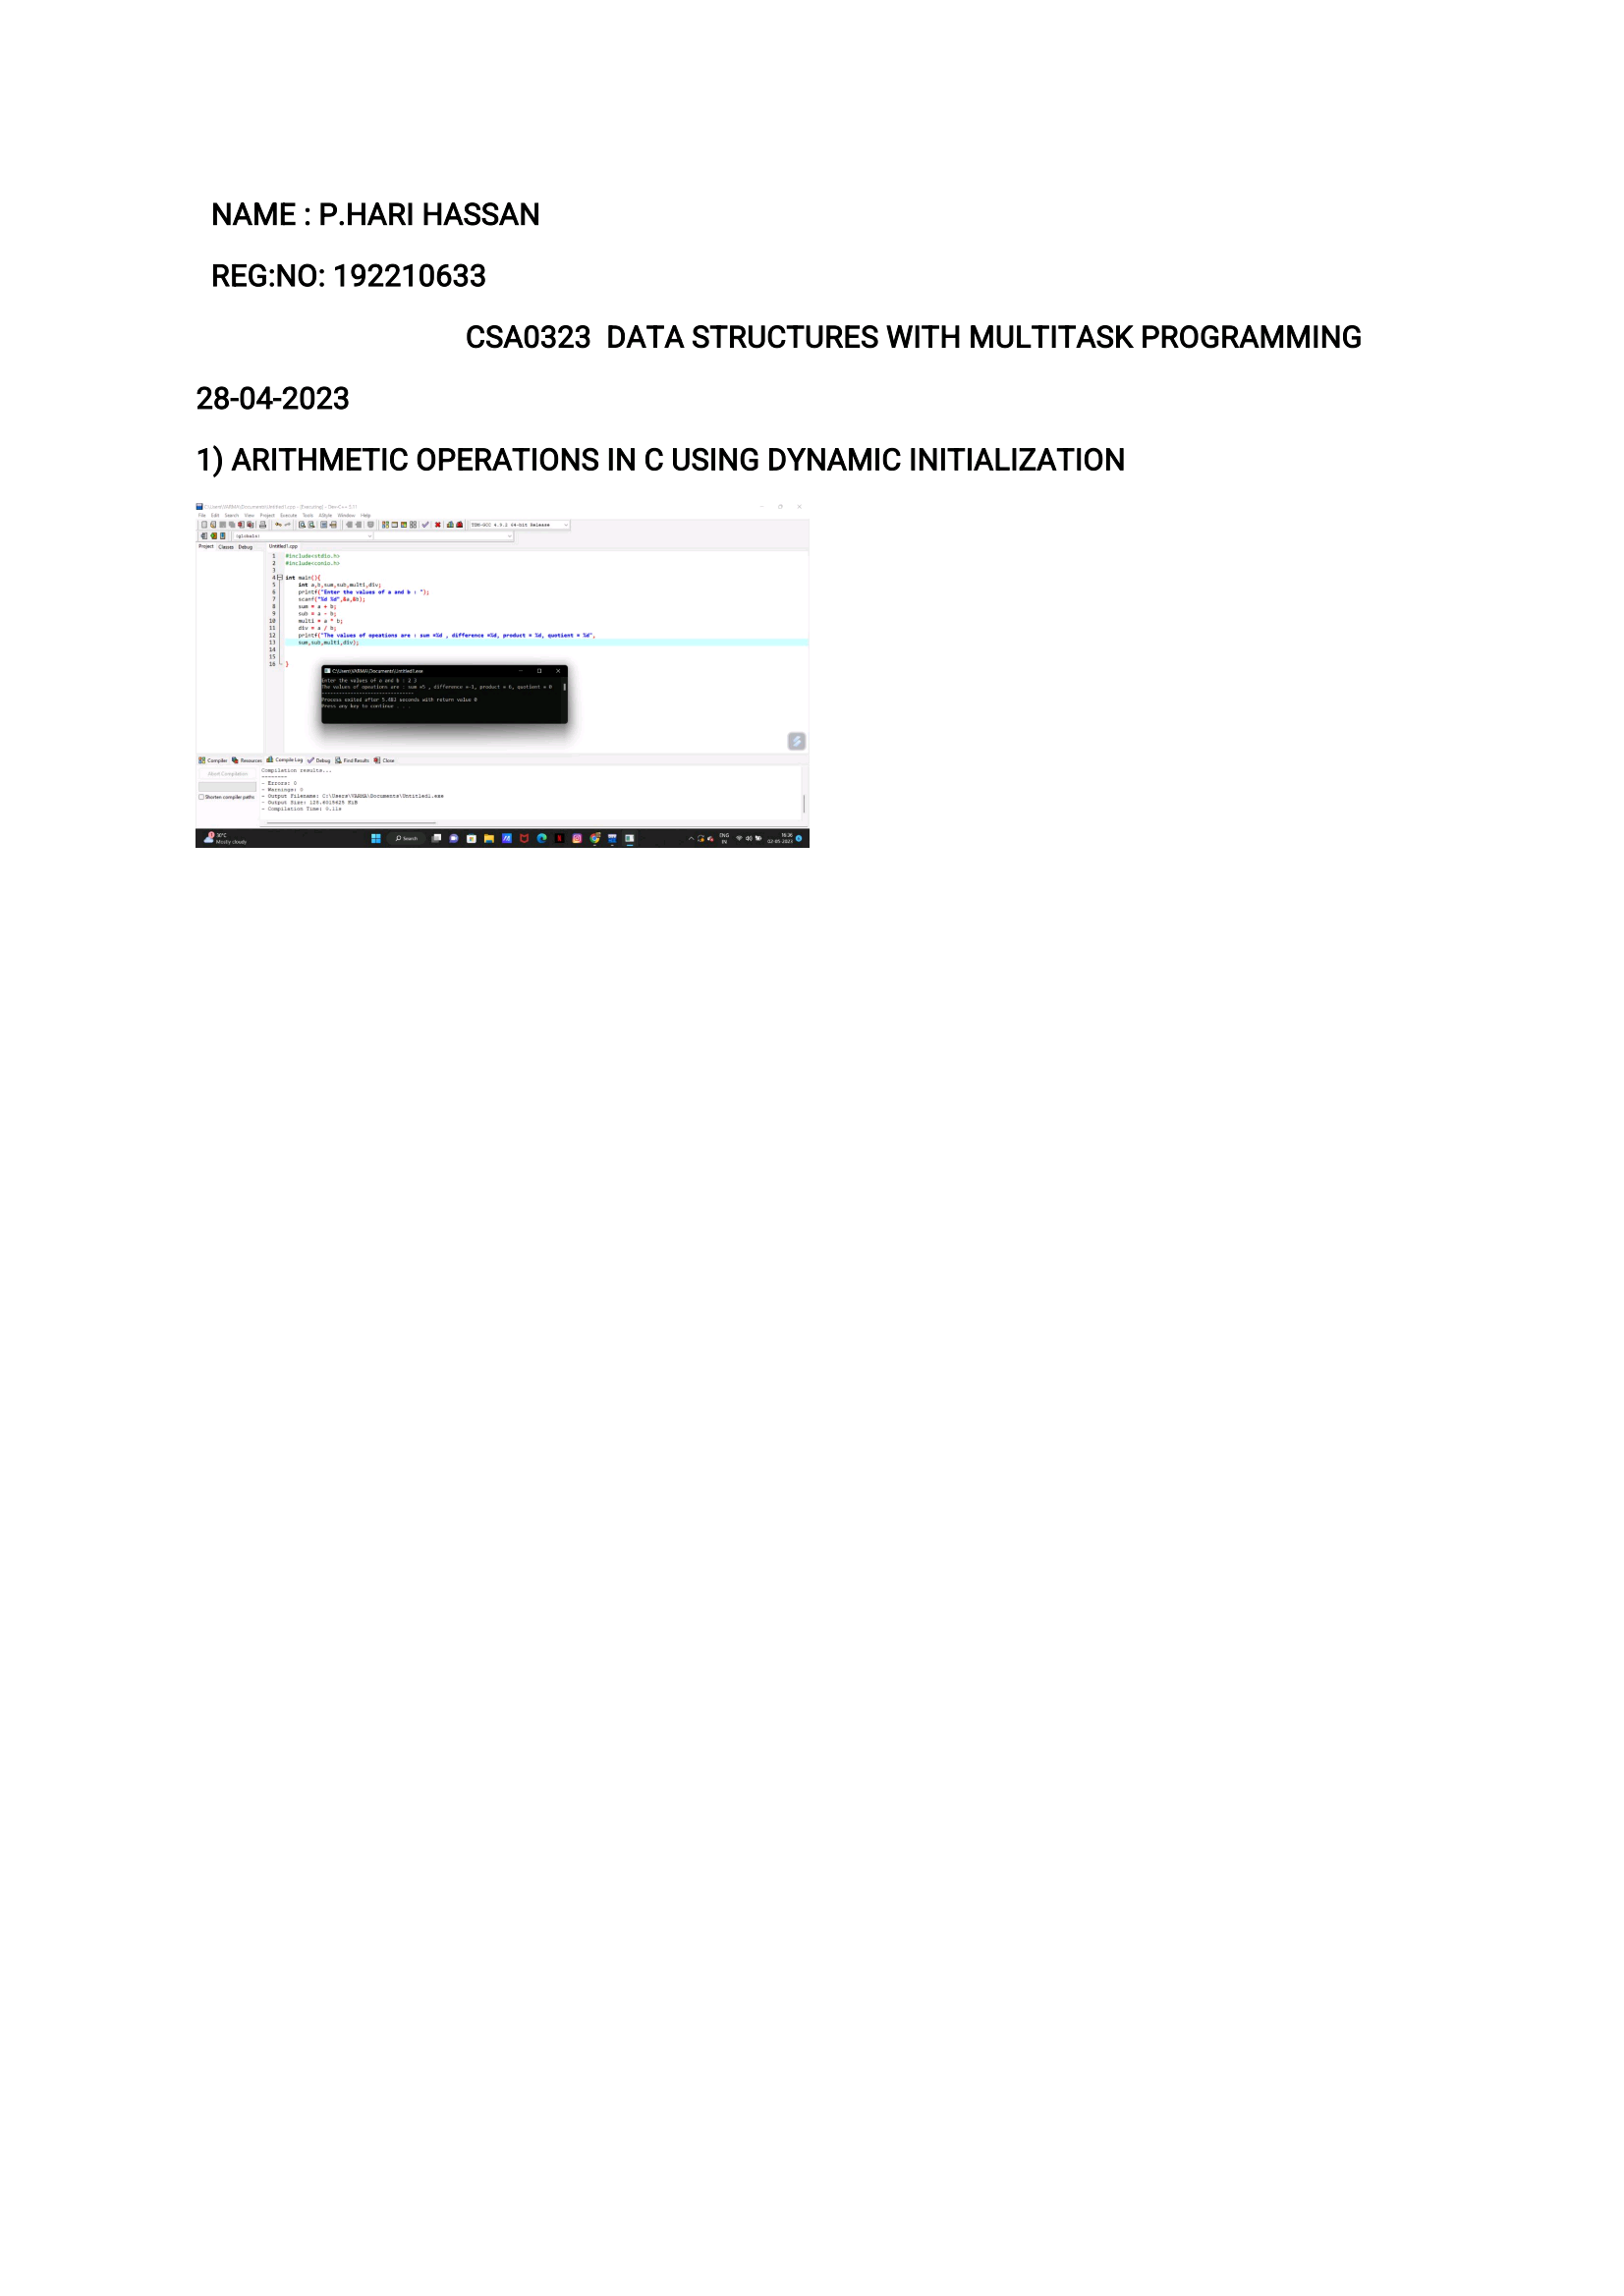 NAME : P.HARI HASSAN
REG:NO: 192210633
CSA0323  DATA STRUCTURES WITH MULTITASK PROGRAMMING
28-04-2023
1) ARITHMETIC OPERATIONS IN C USING DYNAMIC INITIALIZATION
C:\Users\VARMA\Documents\Untitled1.cpp - [Executing] - Dev-C++ 5.11
File Edit Search View Project Execute Tools AStyle Window Help
TDM-GCC 4.9.2 64-bit Release
(globals)
Project Classes Debug Untitled1.cpp
1 #include<stdio.h>
2 #include<conio.h>
3
4 int main(){
5 int a,b,sum,sub,multi,div;
6 printf("Enter the values of a and b : ");
7 scanf("%d %d",&a,&b);
8 sum = a + b;
9 sub = a - b;
10 multi = a * b;
11 div = a / b;
12 printf("The values of opeations are : sum =%d , difference =%d, product = %d, quotient = %d",
13 sum,sub,multi,div);
14
15
16 }
C:\Users\VARMA\Documents\Untitled1.exe
Enter the values of a and b : 2 3
The values of opeations are : sum =5 , difference =-1, product = 6, quotient = 0
--------------------------------
Process exited after 5.483 seconds with return value 0
Press any key to continue . . .
Compiler Resources Compile Log Debug Find Results Close
Abort Compilation
Shorten compiler paths
Compilation results...
--------
- Errors: 0
- Warnings: 0
- Output Filename: C:\Users\VARMA\Documents\Untitled1.exe
- Output Size: 128.6015625 KiB
- Compilation Time: 0.11s
30°C
Mostly cloudy
Search
ENG
IN
16:36
02-05-2023